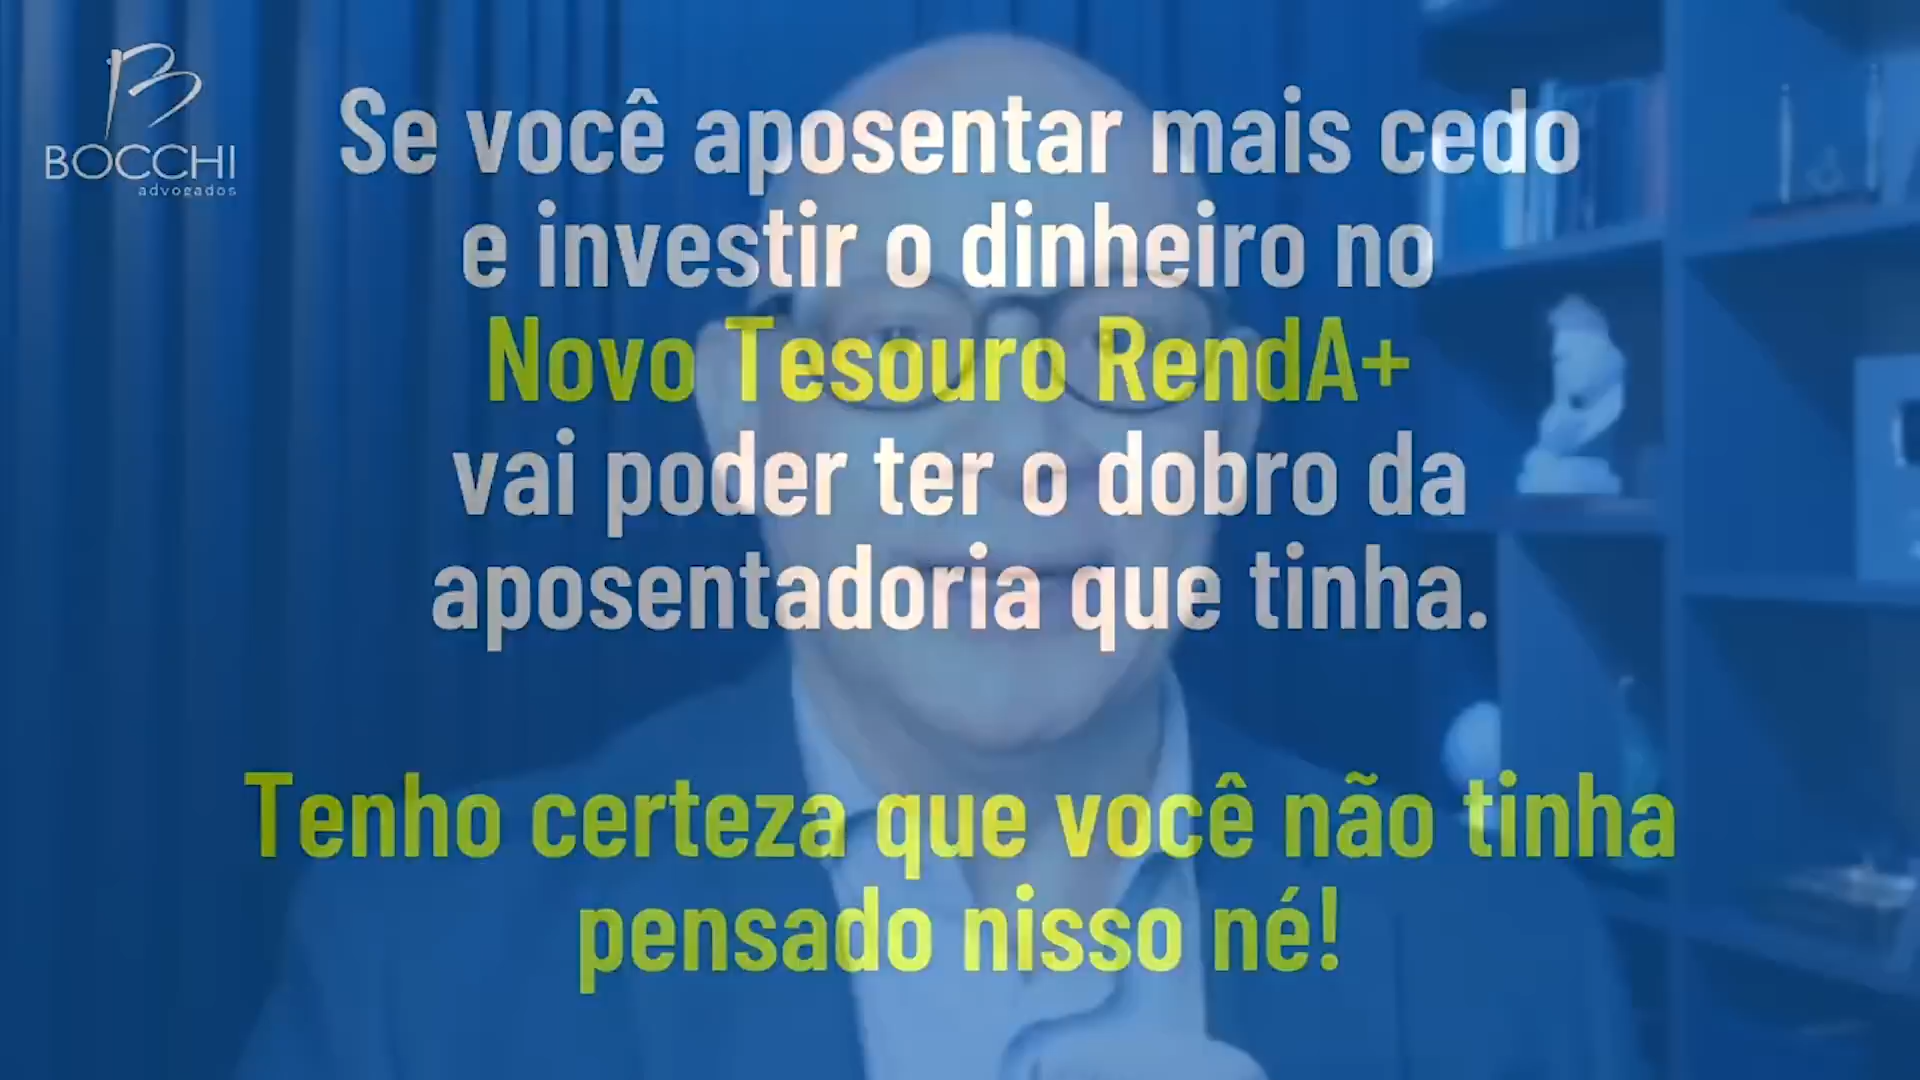 BOCCHI
advogados
Se você aposentar mais cedo
e investir o dinheiro no
Novo Tesouro RendA+
vai poder ter o dobro da
aposentadoria que tinha.
Tenho certeza que você não tinha
pensado nisso né!